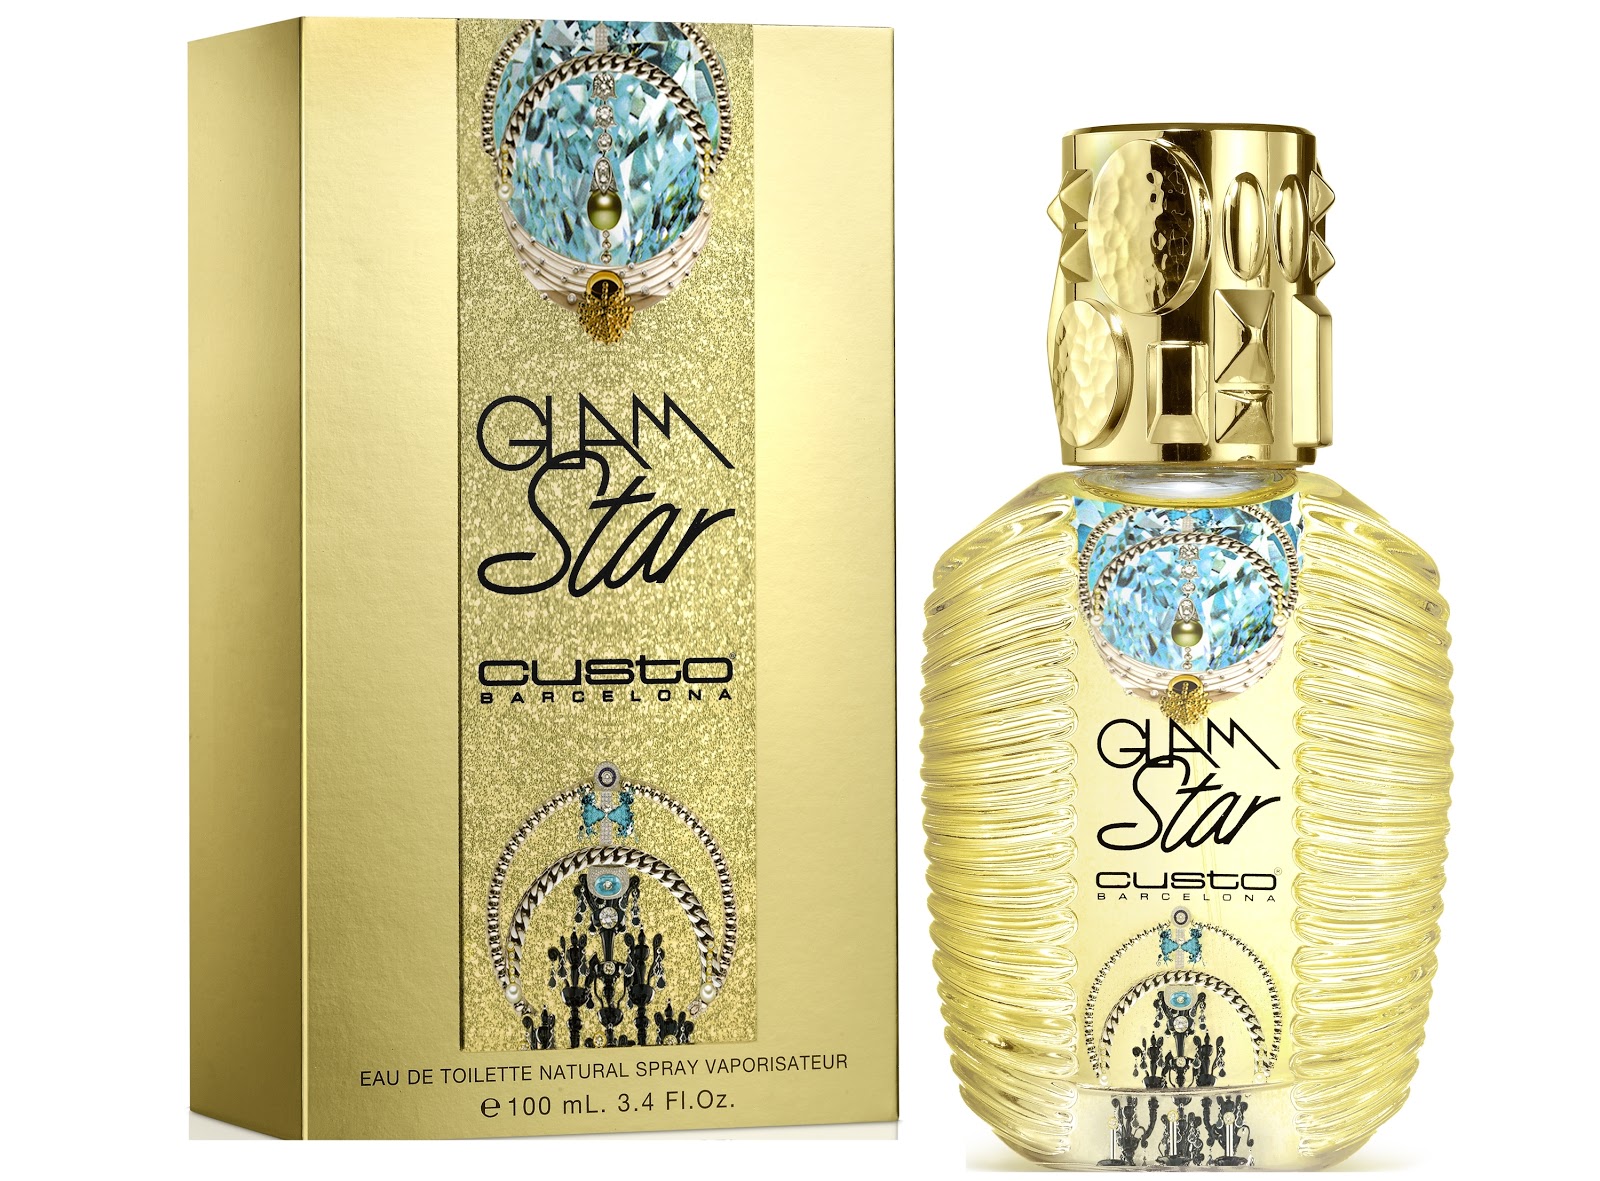 GLAM
Star
custo®
BARCELONA
EAU DE TOILETTE NATURAL SPRAY VAPORISATEUR
℮ 100 mL. 3.4 Fl.Oz.
GLAM
Star
custo
BARCELONA